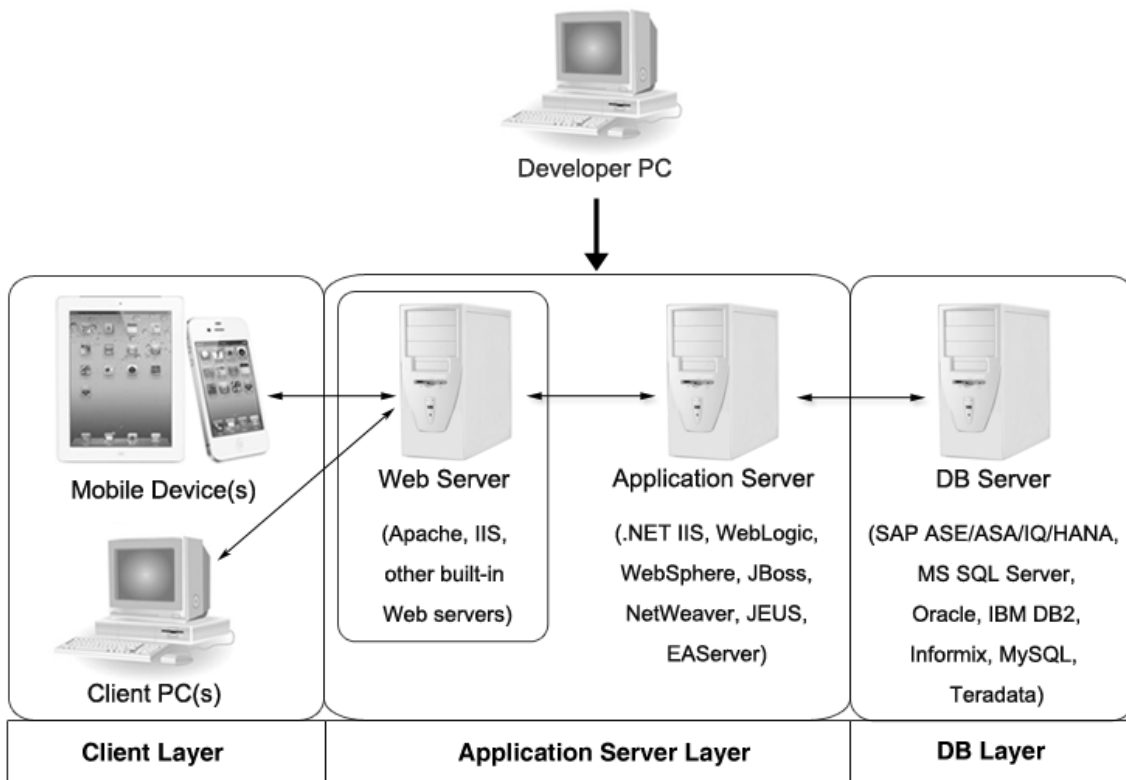 Developer PC
Mobile Device(s)
Client PC(s)
Web Server
(Apache, IIS,
other built-in
Web servers)
Application Server
(.NET IIS, WebLogic,
WebSphere, JBoss,
NetWeaver, JEUS,
EAServer)
DB Server
(SAP ASE/ASA/IQ/HANA,
MS SQL Server,
Oracle, IBM DB2,
Informix, MySQL,
Teradata)
Client Layer
Application Server Layer
DB Layer